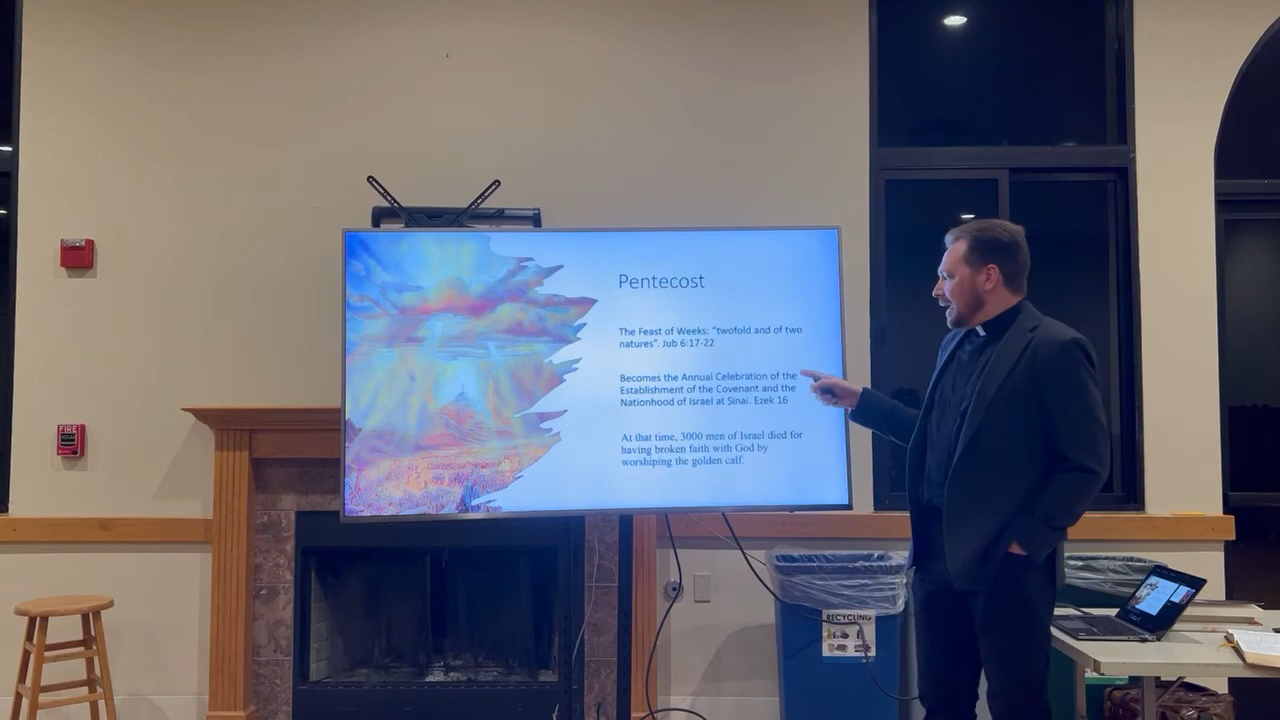 Pentecost
The Feast of Weeks: "twofold and of two
natures". Jub 6:17-22
Becomes the Annual Celebration of the
Establishment of the Covenant and the
Nationhood of Israel at Sinai. Ezek 16
At that time, 3000 men of Israel died for
having broken faith with God by
worshiping the golden calf.
FIRE
RECYCLING